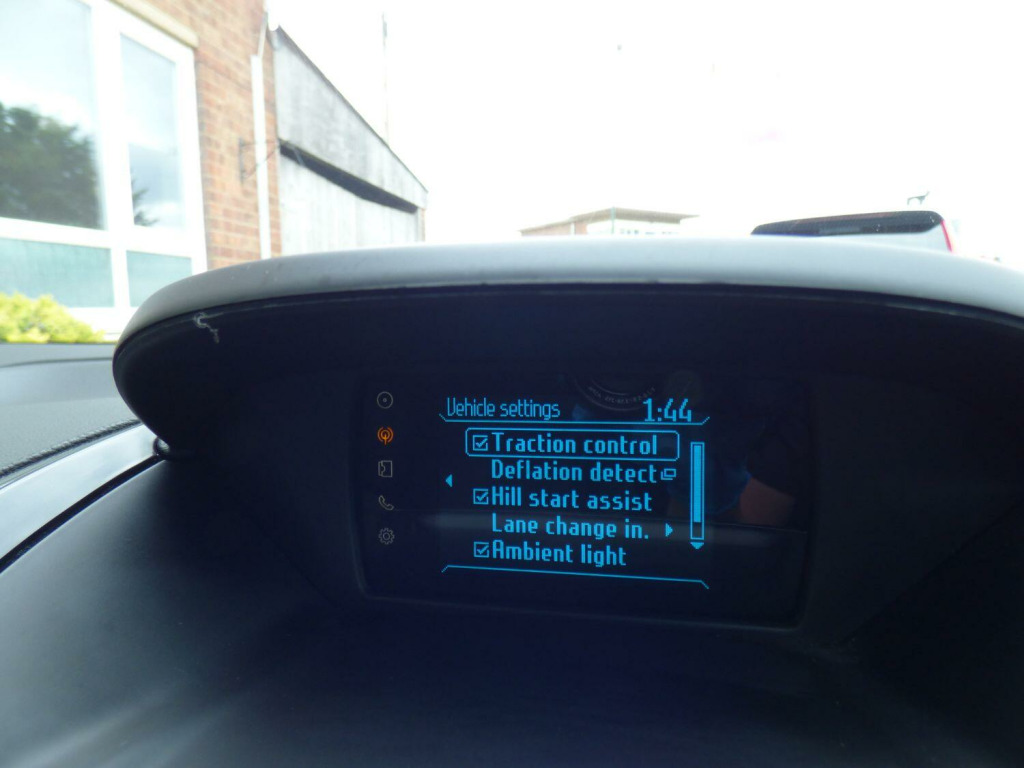 Vehicle settings 1:44
Traction control
Deflation detect
Hill start assist
Lane change in.
Ambient light